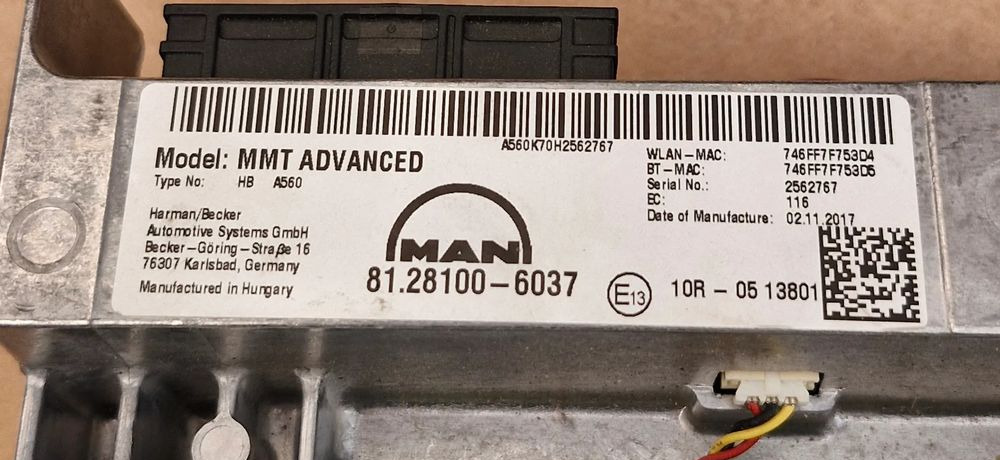 A560K70H2562767
Model: MMT ADVANCED
Type No: HB A560
Harman/Becker
Automotive Systems GmbH
Becker-Göring-Straße 16
76307 Karlsbad, Germany
Manufactured in Hungary
MAN
81.28100-6037
WLAN-MAC: 746FF7F753D4
BT-MAC: 746FF7F753D5
Serial No.: 2562767
EC: 116
Date of Manufacture: 02.11.2017
E13 10R - 05 13801